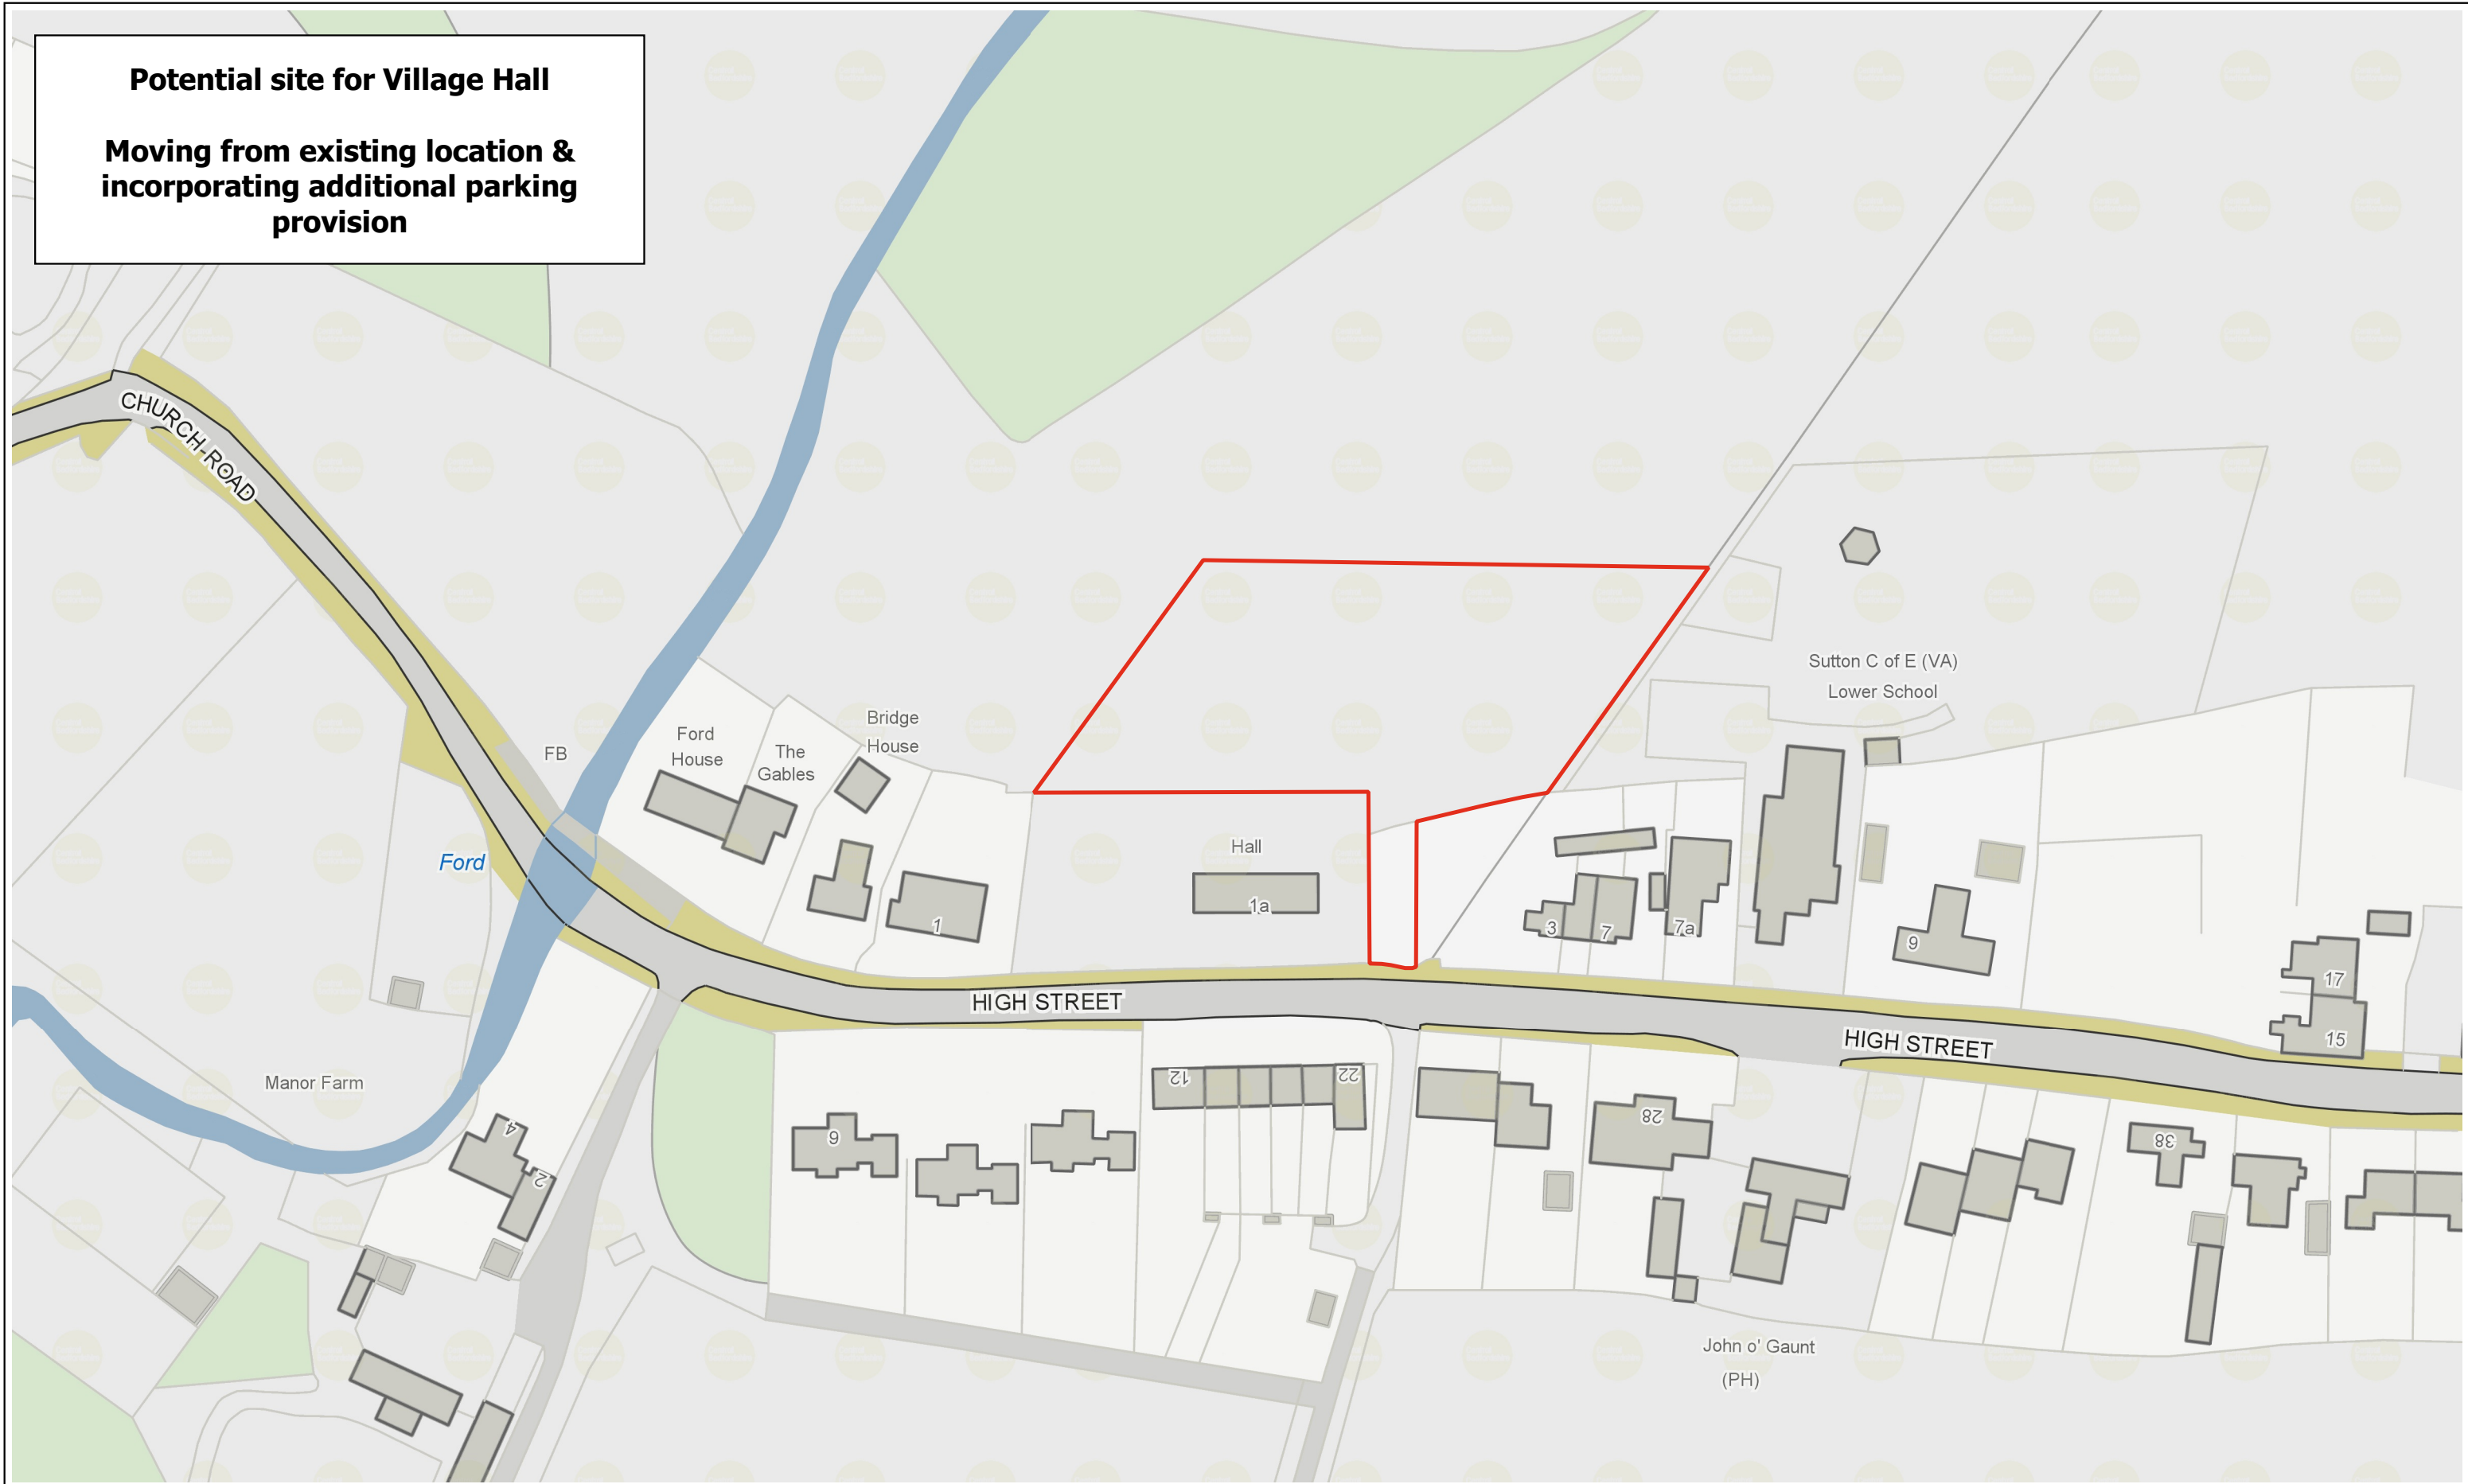 Potential site for Village Hall
Moving from existing location &
incorporating additional parking
provision
CHURCH ROAD
Sutton C of E (VA)
Lower School
Bridge
House
Ford
House
The
Gables
FB
Ford
Hall
1a
1
3
7
7a
9
17
15
HIGH STREET
HIGH STREET
Manor Farm
4
2
6
12
22
28
38
John o' Gaunt
(PH)